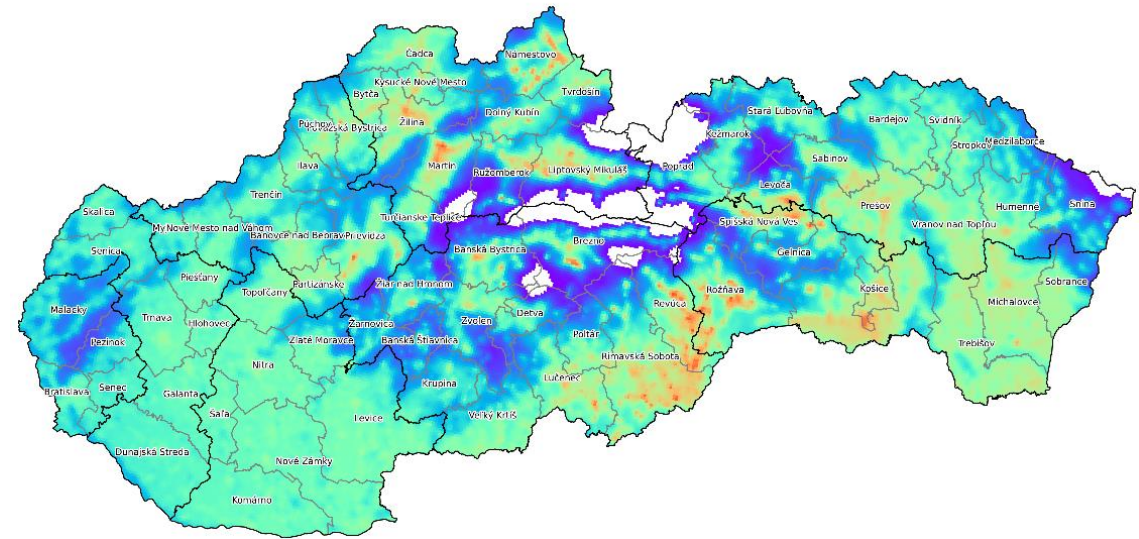 Čadca
Námestovo
Kysucké Nové Mesto
Bytča
Tvrdošín
Dolný Kubín
Žilina
Stará Ľubovňa
Bardejov
Svidník
Púchov
Považská Bystrica
Kežmarok
Stropkov
Medzilaborce
Ilava
Martin
Ružomberok
Liptovský Mikuláš
Poprad
Sabinov
Levoča
Trenčín
Prešov
Humenné
Snina
Skalica
Turčianske Teplice
Spišská Nová Ves
Vranov nad Topľou
Nové Mesto nad Váhom
Bánovce nad Bebrav
Prievidza
Brezno
Senica
Banská Bystrica
Gelnica
Piešťany
Partizánske
Žiar nad Hronom
Topoľčany
Rožňava
Košice
Sobrance
Malacky
Revúca
Michalovce
Trnava
Hlohovec
Žarnovica
Zvolen
Detva
Poltár
Pezinok
Zlaté Moravce
Banská Štiavnica
Trebišov
Nitra
Rimavská Sobota
Bratislava
Senec
Galanta
Krupina
Lučenec
Šaľa
Levice
Veľký Krtíš
Dunajská Streda
Nové Zámky
Komárno